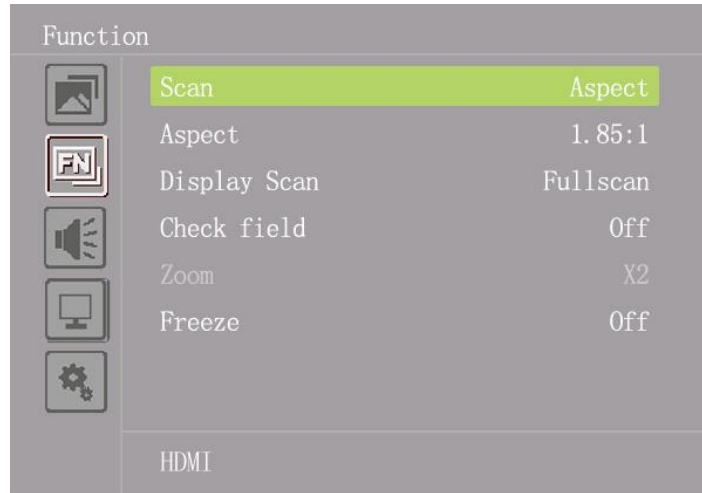 Function
Scan Aspect
Aspect 1.85:1
FN
Display Scan Fullscan
Check field Off
Zoom X2
Freeze Off
HDMI